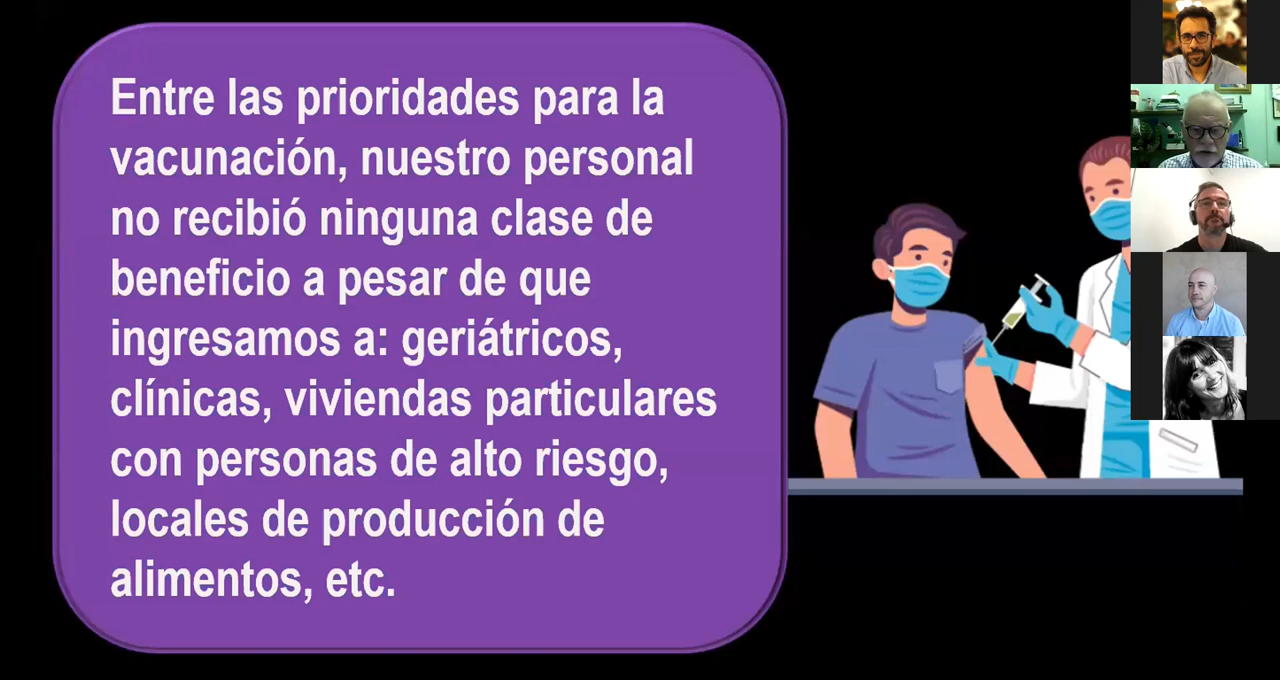 Entre las prioridades para la
vacunación, nuestro personal
no recibió ninguna clase de
beneficio a pesar de que
ingresamos a: geriátricos,
clínicas, viviendas particulares
con personas de alto riesgo,
locales de producción de
alimentos, etc.